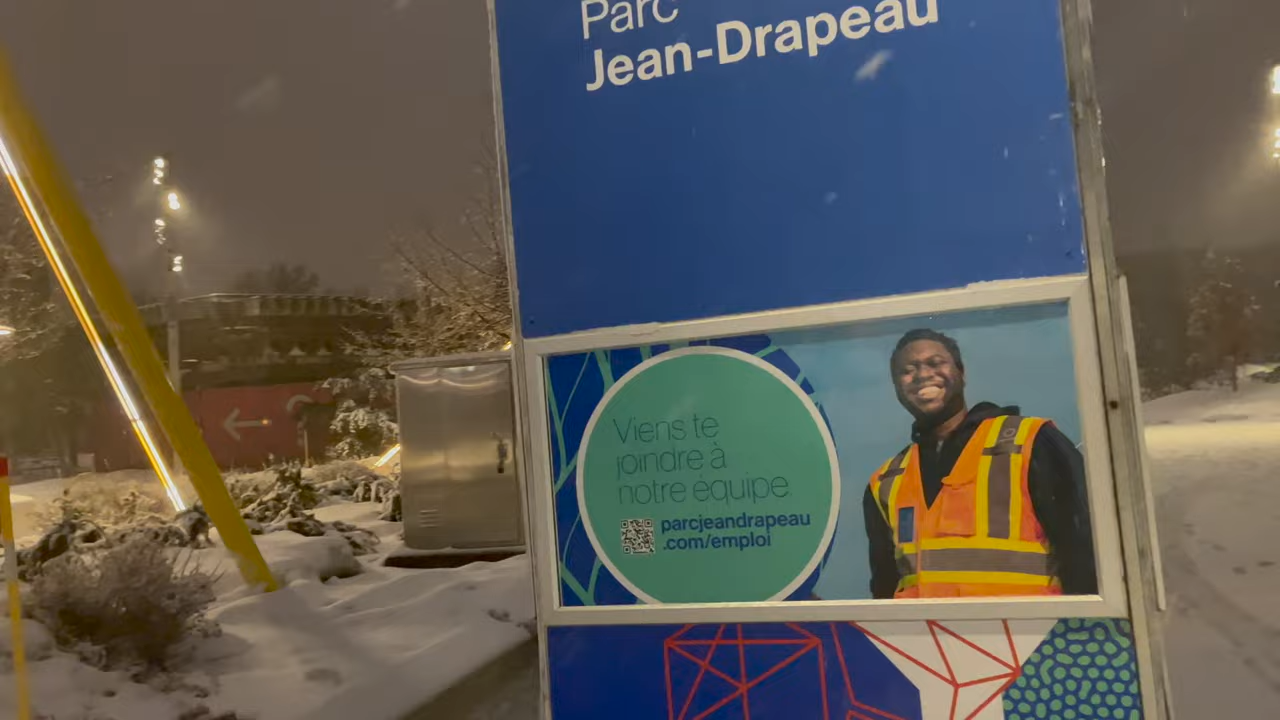 Parc
Jean-Drapeau
Viens te
joindre à
notre équipe
parcjeandrapeau
.com/emploi